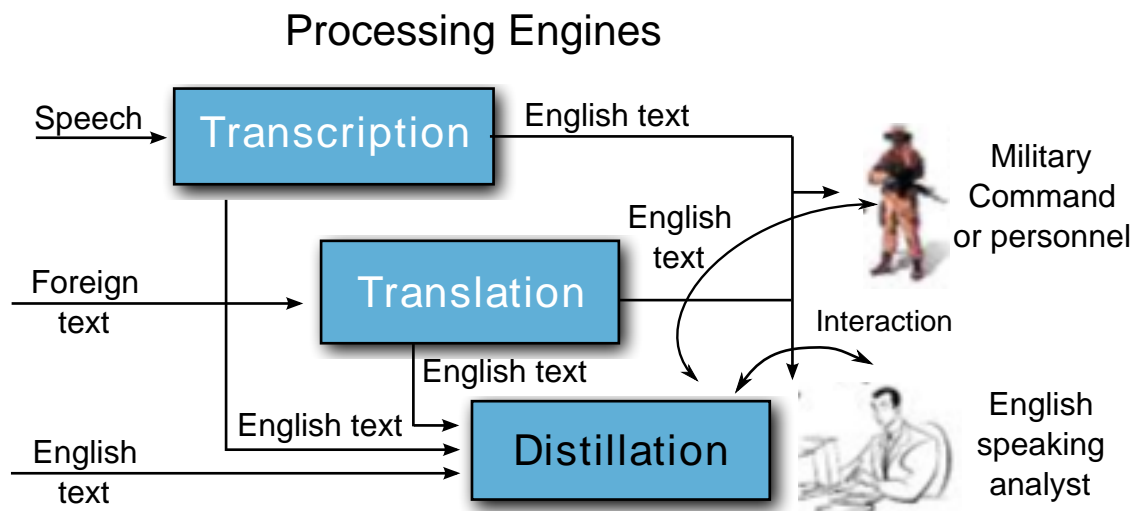 Processing Engines
Speech
Transcription
English text
Military
Command
or personnel
English
text
Foreign
text
Translation
Interaction
English text
English text
English
text
Distillation
English
speaking
analyst